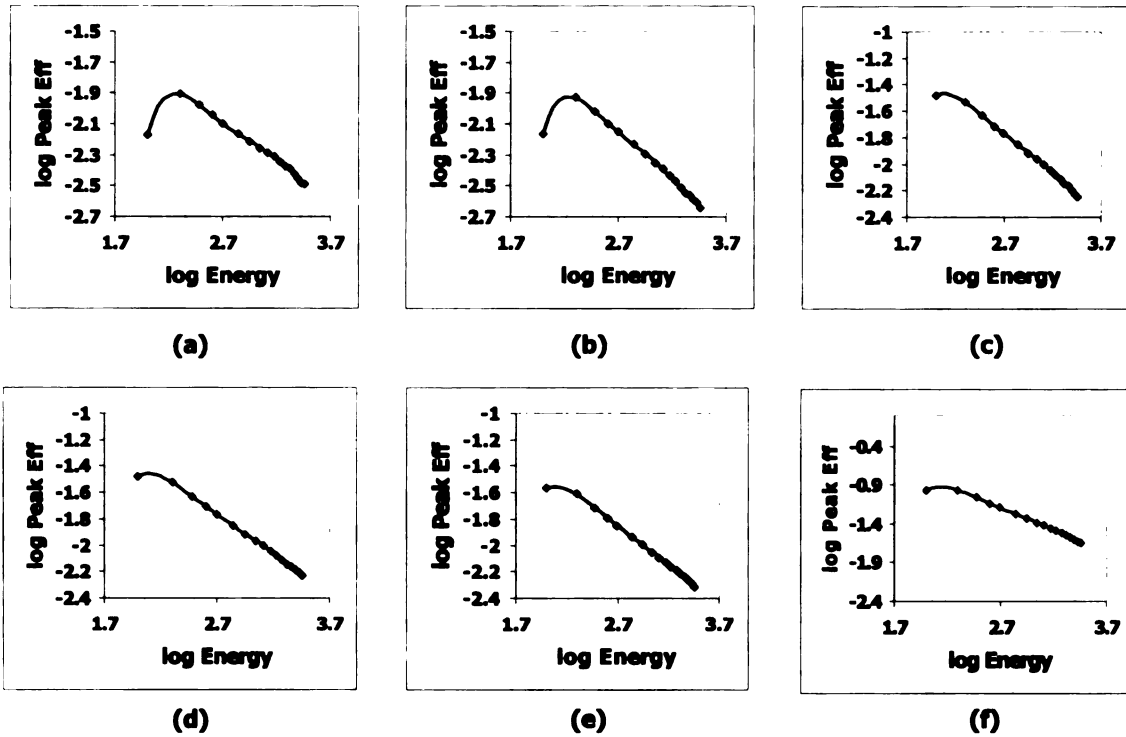 log Peak Eff
-1.5
-1.7
-1.9
-2.1
-2.3
-2.5
-2.7
1.7 2.7 3.7
log Energy
(a)
log Peak Eff
-1.5
-1.7
-1.9
-2.1
-2.3
-2.5
-2.7
1.7 2.7 3.7
log Energy
(b)
log Peak Eff
-1
-1.2
-1.4
-1.6
-1.8
-2
-2.2
-2.4
1.7 2.7 3.7
log Energy
(c)
log Peak Eff
-1
-1.2
-1.4
-1.6
-1.8
-2
-2.2
-2.4
1.7 2.7 3.7
log Energy
(d)
log Peak Eff
-1
-1.2
-1.4
-1.6
-1.8
-2
-2.2
-2.4
1.7 2.7 3.7
log Energy
(e)
log Peak Eff
-0.4
-0.9
-1.4
-1.9
-2.4
1.7 2.7 3.7
log Energy
(f)